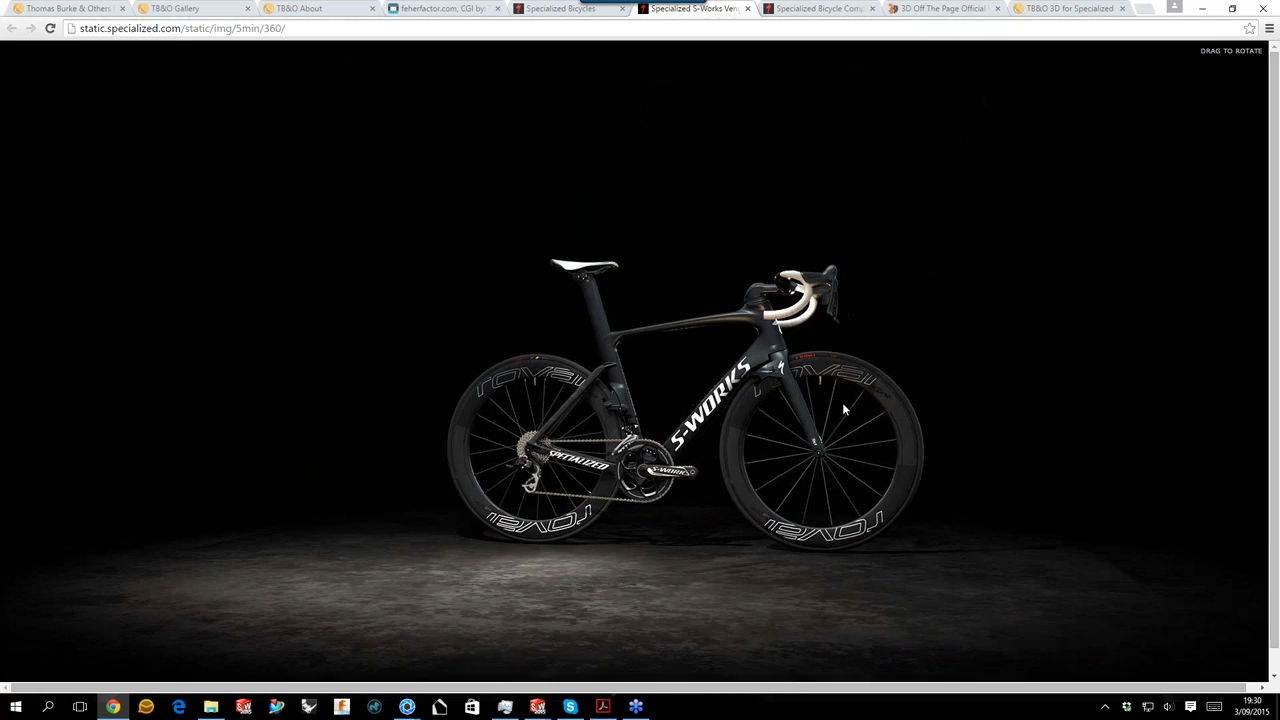 Thomas Burke & Others
TB&O Gallery
TB&O About
feherfactor.com, CGI by
Specialized Bicycles
Specialized S-Works Ven
Specialized Bicycle Comp
3D Off The Page Official
TB&O 3D for Specialized
static.specialized.com/static/img/5min/360/
DRAG TO ROTATE
S-WORKS
roval
roval
SPECIALIZED
S-WORKS
roval
roval
19:30
3/09/2015